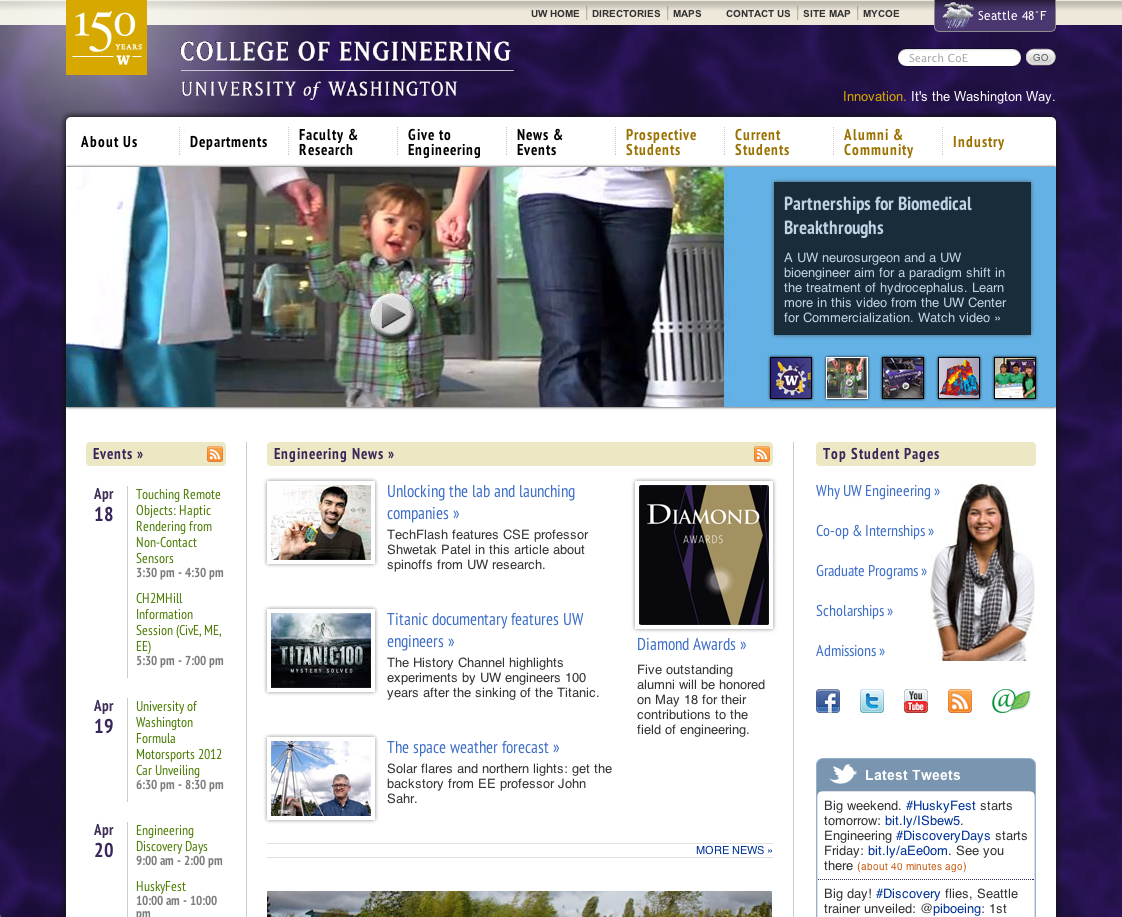 UW HOME
DIRECTORIES
MAPS
CONTACT US
SITE MAP
MYCOE
Seattle 48°F
150
YEARS
W
COLLEGE OF ENGINEERING
UNIVERSITY of WASHINGTON
Search CoE
GO
Innovation. It's the Washington Way.
About Us
Departments
Faculty &
Research
Give to
Engineering
News &
Events
Prospective
Students
Current
Students
Alumni &
Community
Industry
Partnerships for Biomedical
Breakthroughs
A UW neurosurgeon and a UW
bioengineer aim for a paradigm shift in
the treatment of hydrocephalus. Learn
more in this video from the UW Center
for Commercialization. Watch video »
W
Events »
Apr
18
Touching Remote
Objects: Haptic
Rendering from
Non-Contact
Sensors
3:30 pm - 4:30 pm
CH2MHill
Information
Session (CivE, ME,
EE)
5:30 pm - 7:00 pm
Apr
19
University of
Washington
Formula
Motorsports 2012
Car Unveiling
6:30 pm - 8:30 pm
Apr
20
Engineering
Discovery Days
9:00 am - 2:00 pm
HuskyFest
10:00 am - 10:00
pm
Engineering News »
Unlocking the lab and launching
companies »
TechFlash features CSE professor
Shwetak Patel in this article about
spinoffs from UW research.
TITANIC100
MYSTERY SOLVED
Titanic documentary features UW
engineers »
The History Channel highlights
experiments by UW engineers 100
years after the sinking of the Titanic.
The space weather forecast »
Solar flares and northern lights: get the
backstory from EE professor John
Sahr.
DIAMOND
AWARDS
Diamond Awards »
Five outstanding
alumni will be honored
on May 18 for their
contributions to the
field of engineering.
MORE NEWS »
Top Student Pages
Why UW Engineering »
Co-op & Internships »
Graduate Programs »
Scholarships »
Admissions »
You
Tube
@
Latest Tweets
Big weekend. #HuskyFest starts
tomorrow: bit.ly/ISbew5.
Engineering #DiscoveryDays starts
Friday: bit.ly/aEe0om. See you
there (about 40 minutes ago)
Big day! #Discovery flies, Seattle
trainer unveiled: @piboeing: 1st